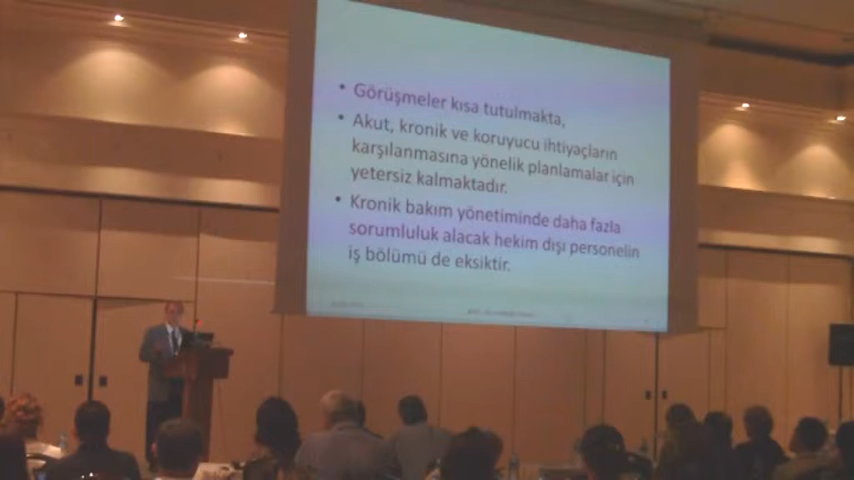 • Görüşmeler kısa tutulmakta,
• Akut, kronik ve koruyucu ihtiyaçların
karşılanmasına yönelik planlamalar için
yetersiz kalmaktadır.
• Kronik bakım yönetiminde daha fazla
sorumluluk alacak hekim dışı personelin
iş bölümü de eksiktir.